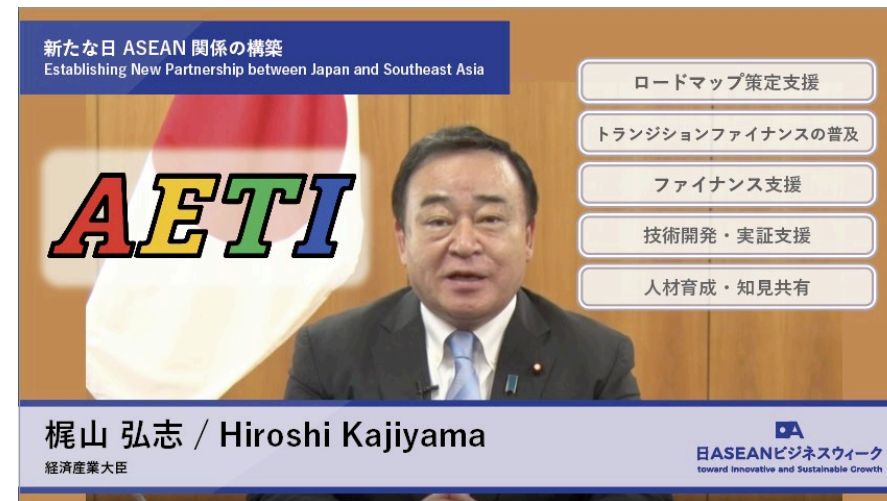 新たな日 ASEAN 関係の構築
Establishing New Partnership between Japan and Southeast Asia
AETI
ロードマップ策定支援
トランジションファイナンスの普及
ファイナンス支援
技術開発・実証支援
人材育成・知見共有
梶山 弘志 / Hiroshi Kajiyama
経済産業大臣
日ASEANビジネスウィーク
toward Innovative and Sustainable Growth